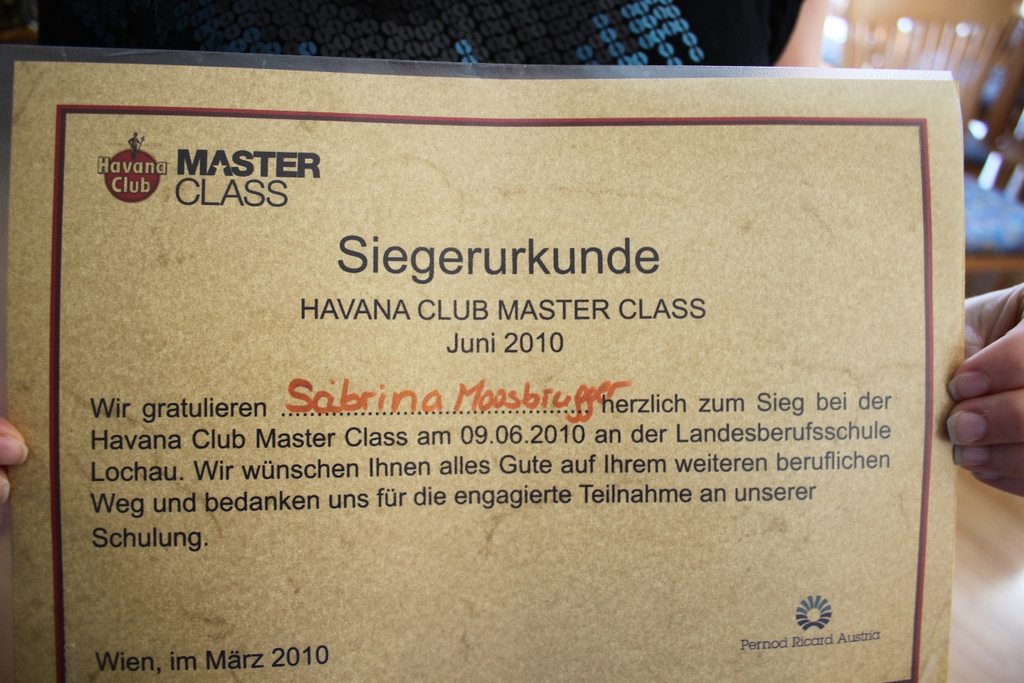 Havana
Club
MASTER
CLASS
Siegerurkunde
HAVANA CLUB MASTER CLASS
Juni 2010
Wir gratulieren Sabrina Moosbrugger herzlich zum Sieg bei der
Havana Club Master Class am 09.06.2010 an der Landesberufsschule
Lochau. Wir wünschen Ihnen alles Gute auf Ihrem weiteren beruflichen
Weg und bedanken uns für die engagierte Teilnahme an unserer
Schulung.
Pernod Ricard Austria
Wien, im März 2010